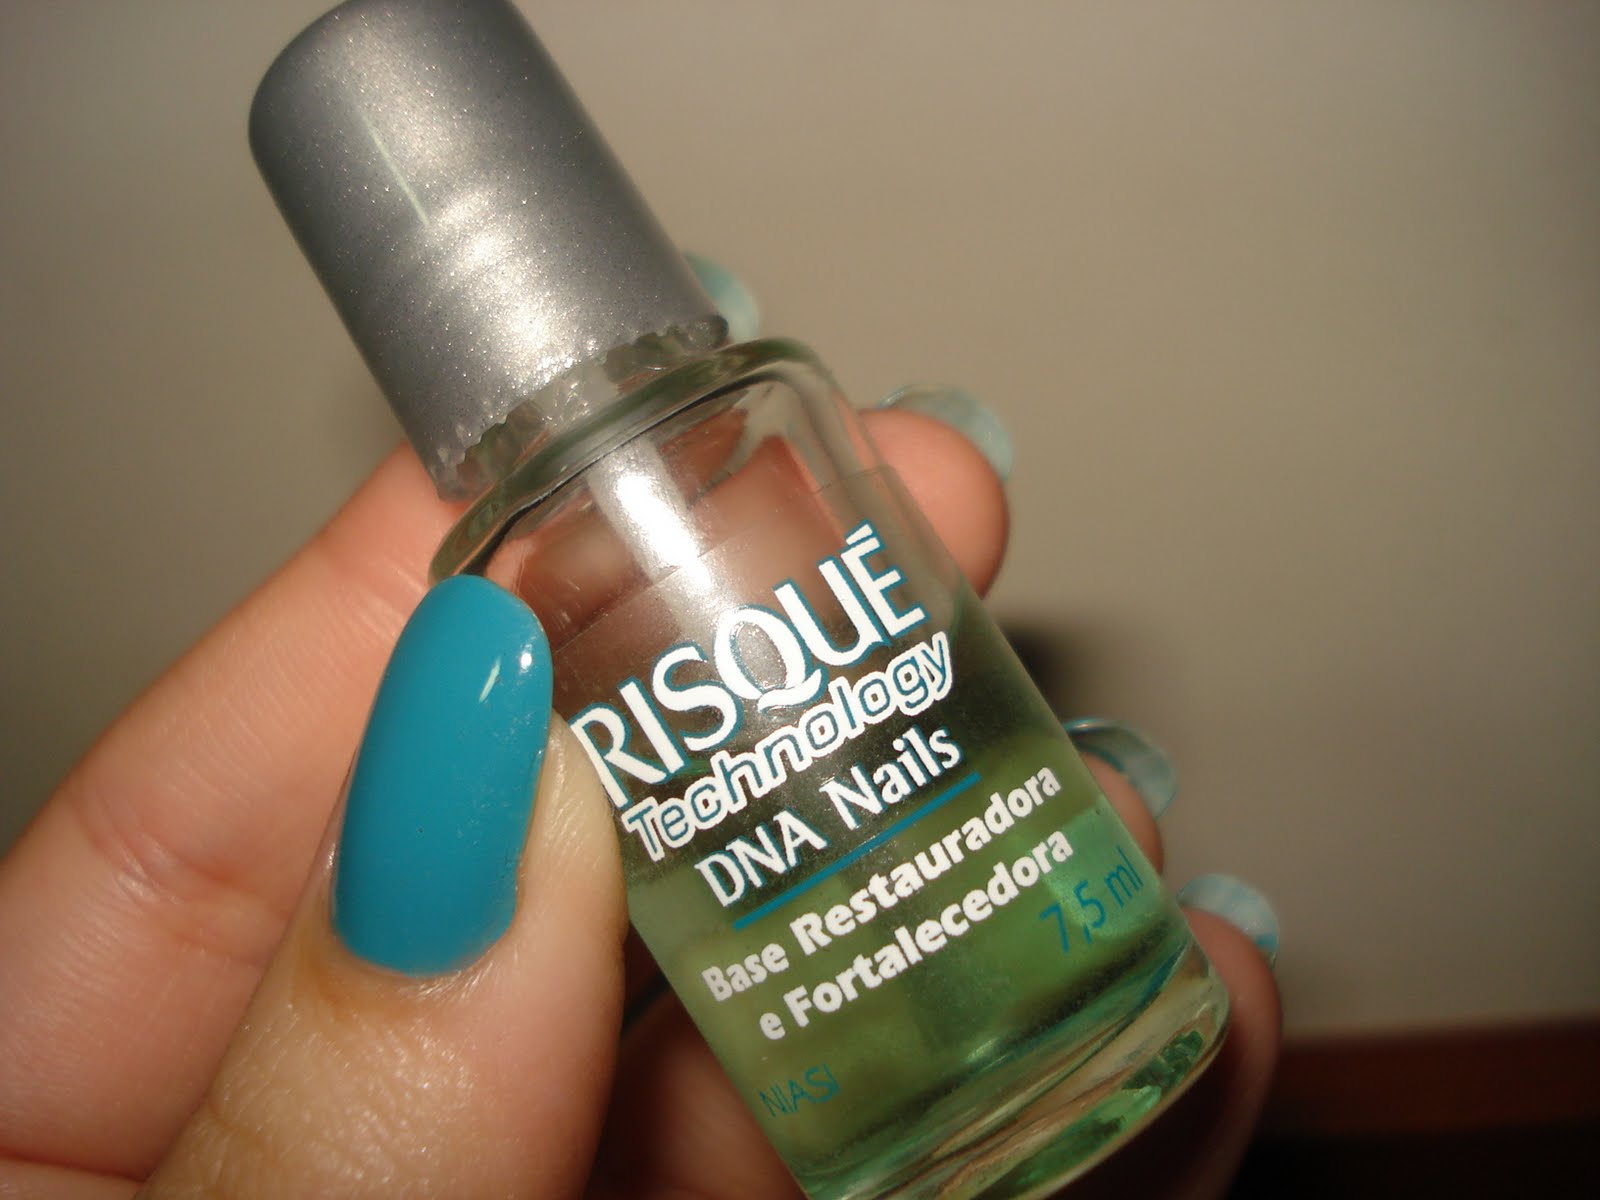 RISQUÉ
Technology
DNA Nails
Base Restauradora
e Fortalecedora
7,5 ml
NIASI